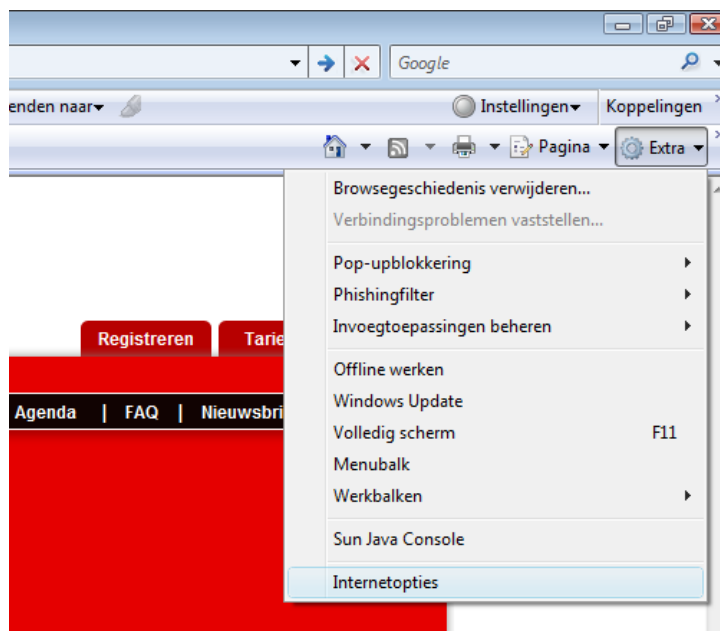 Google
enden naar
Instellingen
Koppelingen
Pagina
Extra
Browsegeschiedenis verwijderen...
Verbindingsproblemen vaststellen...
Pop-upblokkering
Phishingfilter
Invoegtoepassingen beheren
Offline werken
Windows Update
Volledig scherm F11
Menubalk
Werkbalken
Sun Java Console
Internetopties
Registreren
Tarie
Agenda | FAQ | Nieuwsbri